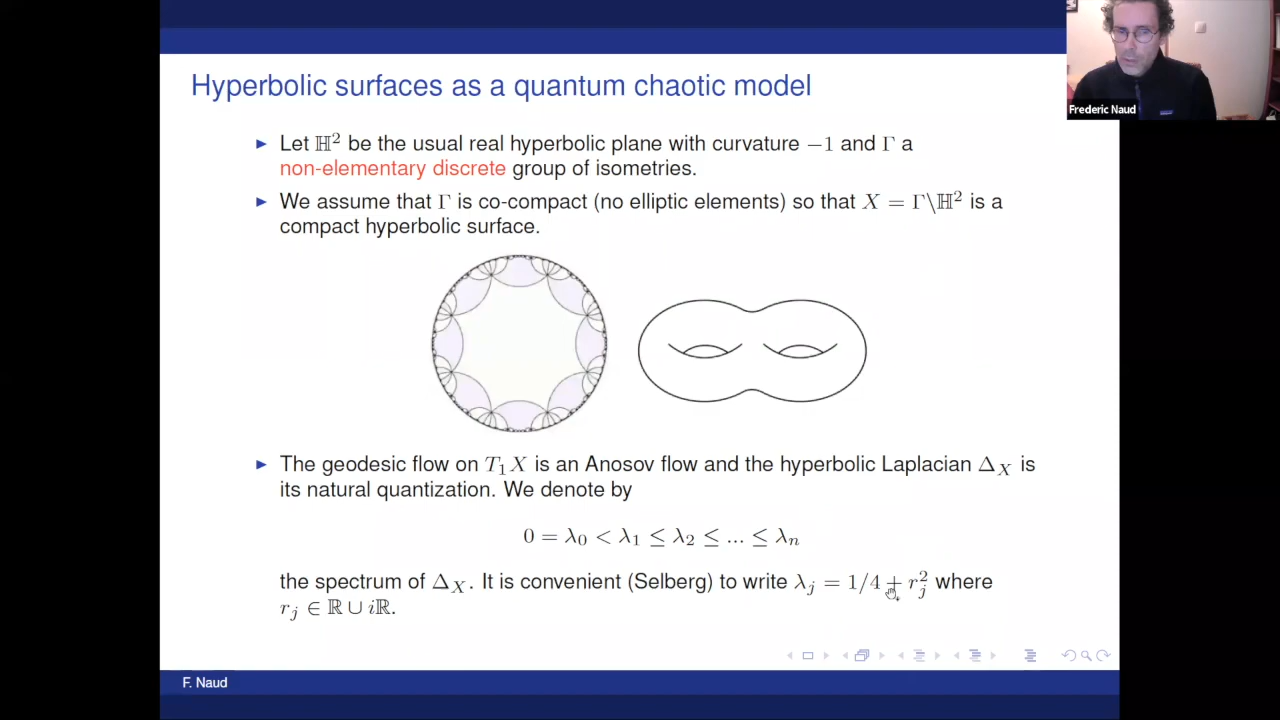 Frederic Naud
Hyperbolic surfaces as a quantum chaotic model
▶ Let ℍ² be the usual real hyperbolic plane with curvature −1 and Γ a
non-elementary discrete group of isometries.
▶ We assume that Γ is co-compact (no elliptic elements) so that X = Γ\ℍ² is a
compact hyperbolic surface.
▶ The geodesic flow on T₁X is an Anosov flow and the hyperbolic Laplacian Δ_X is
its natural quantization. We denote by
0 = λ₀ < λ₁ ≤ λ₂ ≤ ... ≤ λₙ
the spectrum of Δ_X. It is convenient (Selberg) to write λ_j = 1/4 + r_j² where
r_j ∈ ℝ ∪ iℝ.
F. Naud